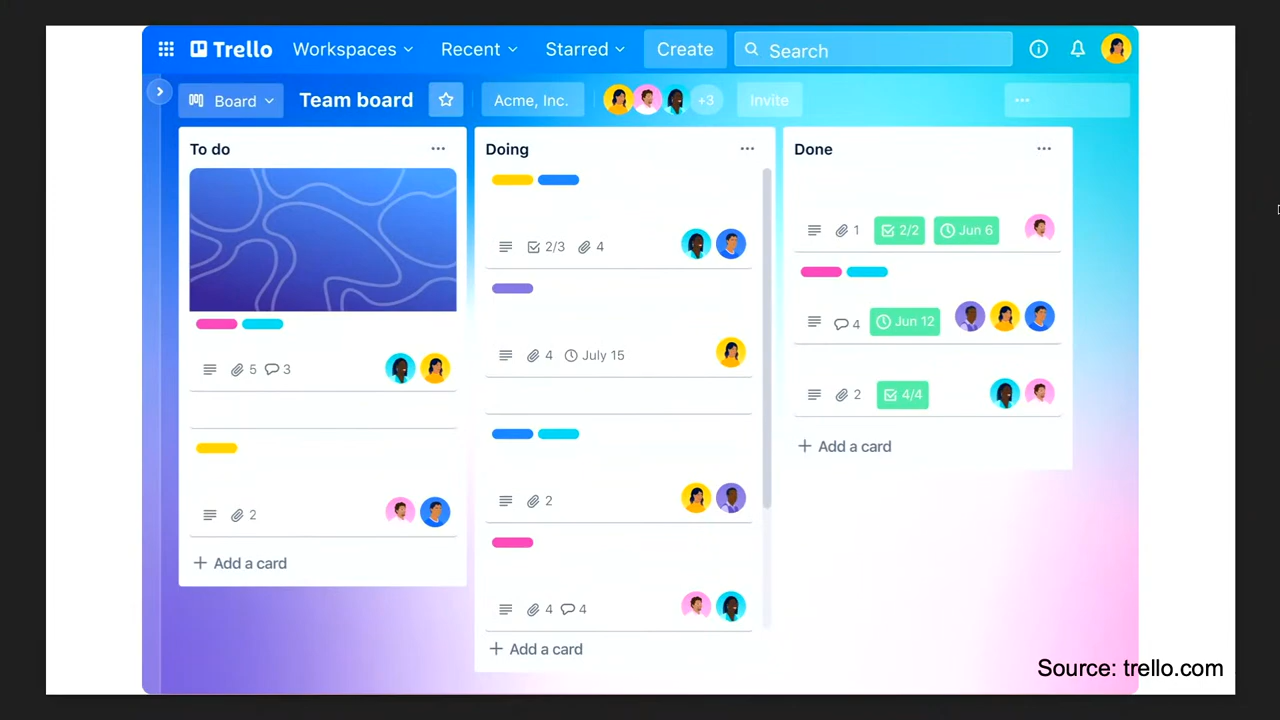 Trello Workspaces Recent Starred Create Search
Board Team board Acme, Inc. +3 Invite
To do
5 3
2
+ Add a card
Doing
2/3 4
4 July 15
2
4 4
+ Add a card
Done
1 2/2 Jun 6
4 Jun 12
2 4/4
+ Add a card
Source: trello.com